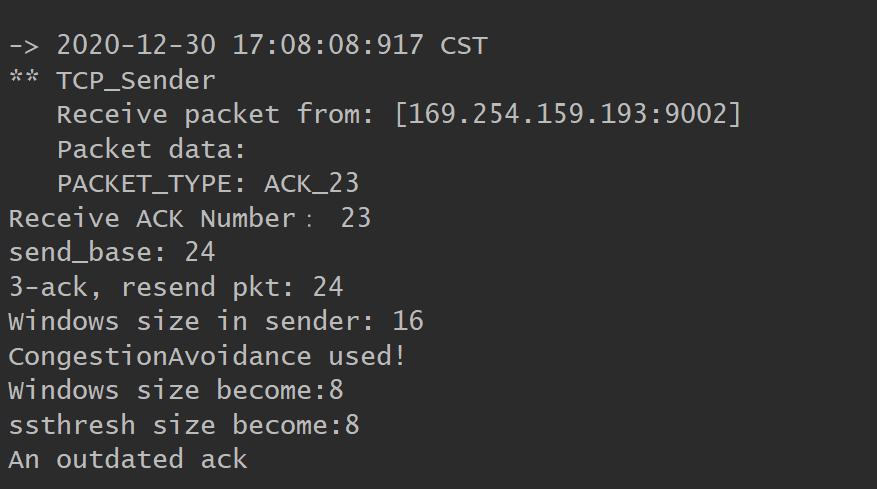 -> 2020-12-30 17:08:08:917 CST
** TCP_Sender
   Receive packet from: [169.254.159.193:9002]
   Packet data:
   PACKET_TYPE: ACK_23
Receive ACK Number： 23
send_base: 24
3-ack, resend pkt: 24
Windows size in sender: 16
CongestionAvoidance used!
Windows size become:8
ssthresh size become:8
An outdated ack